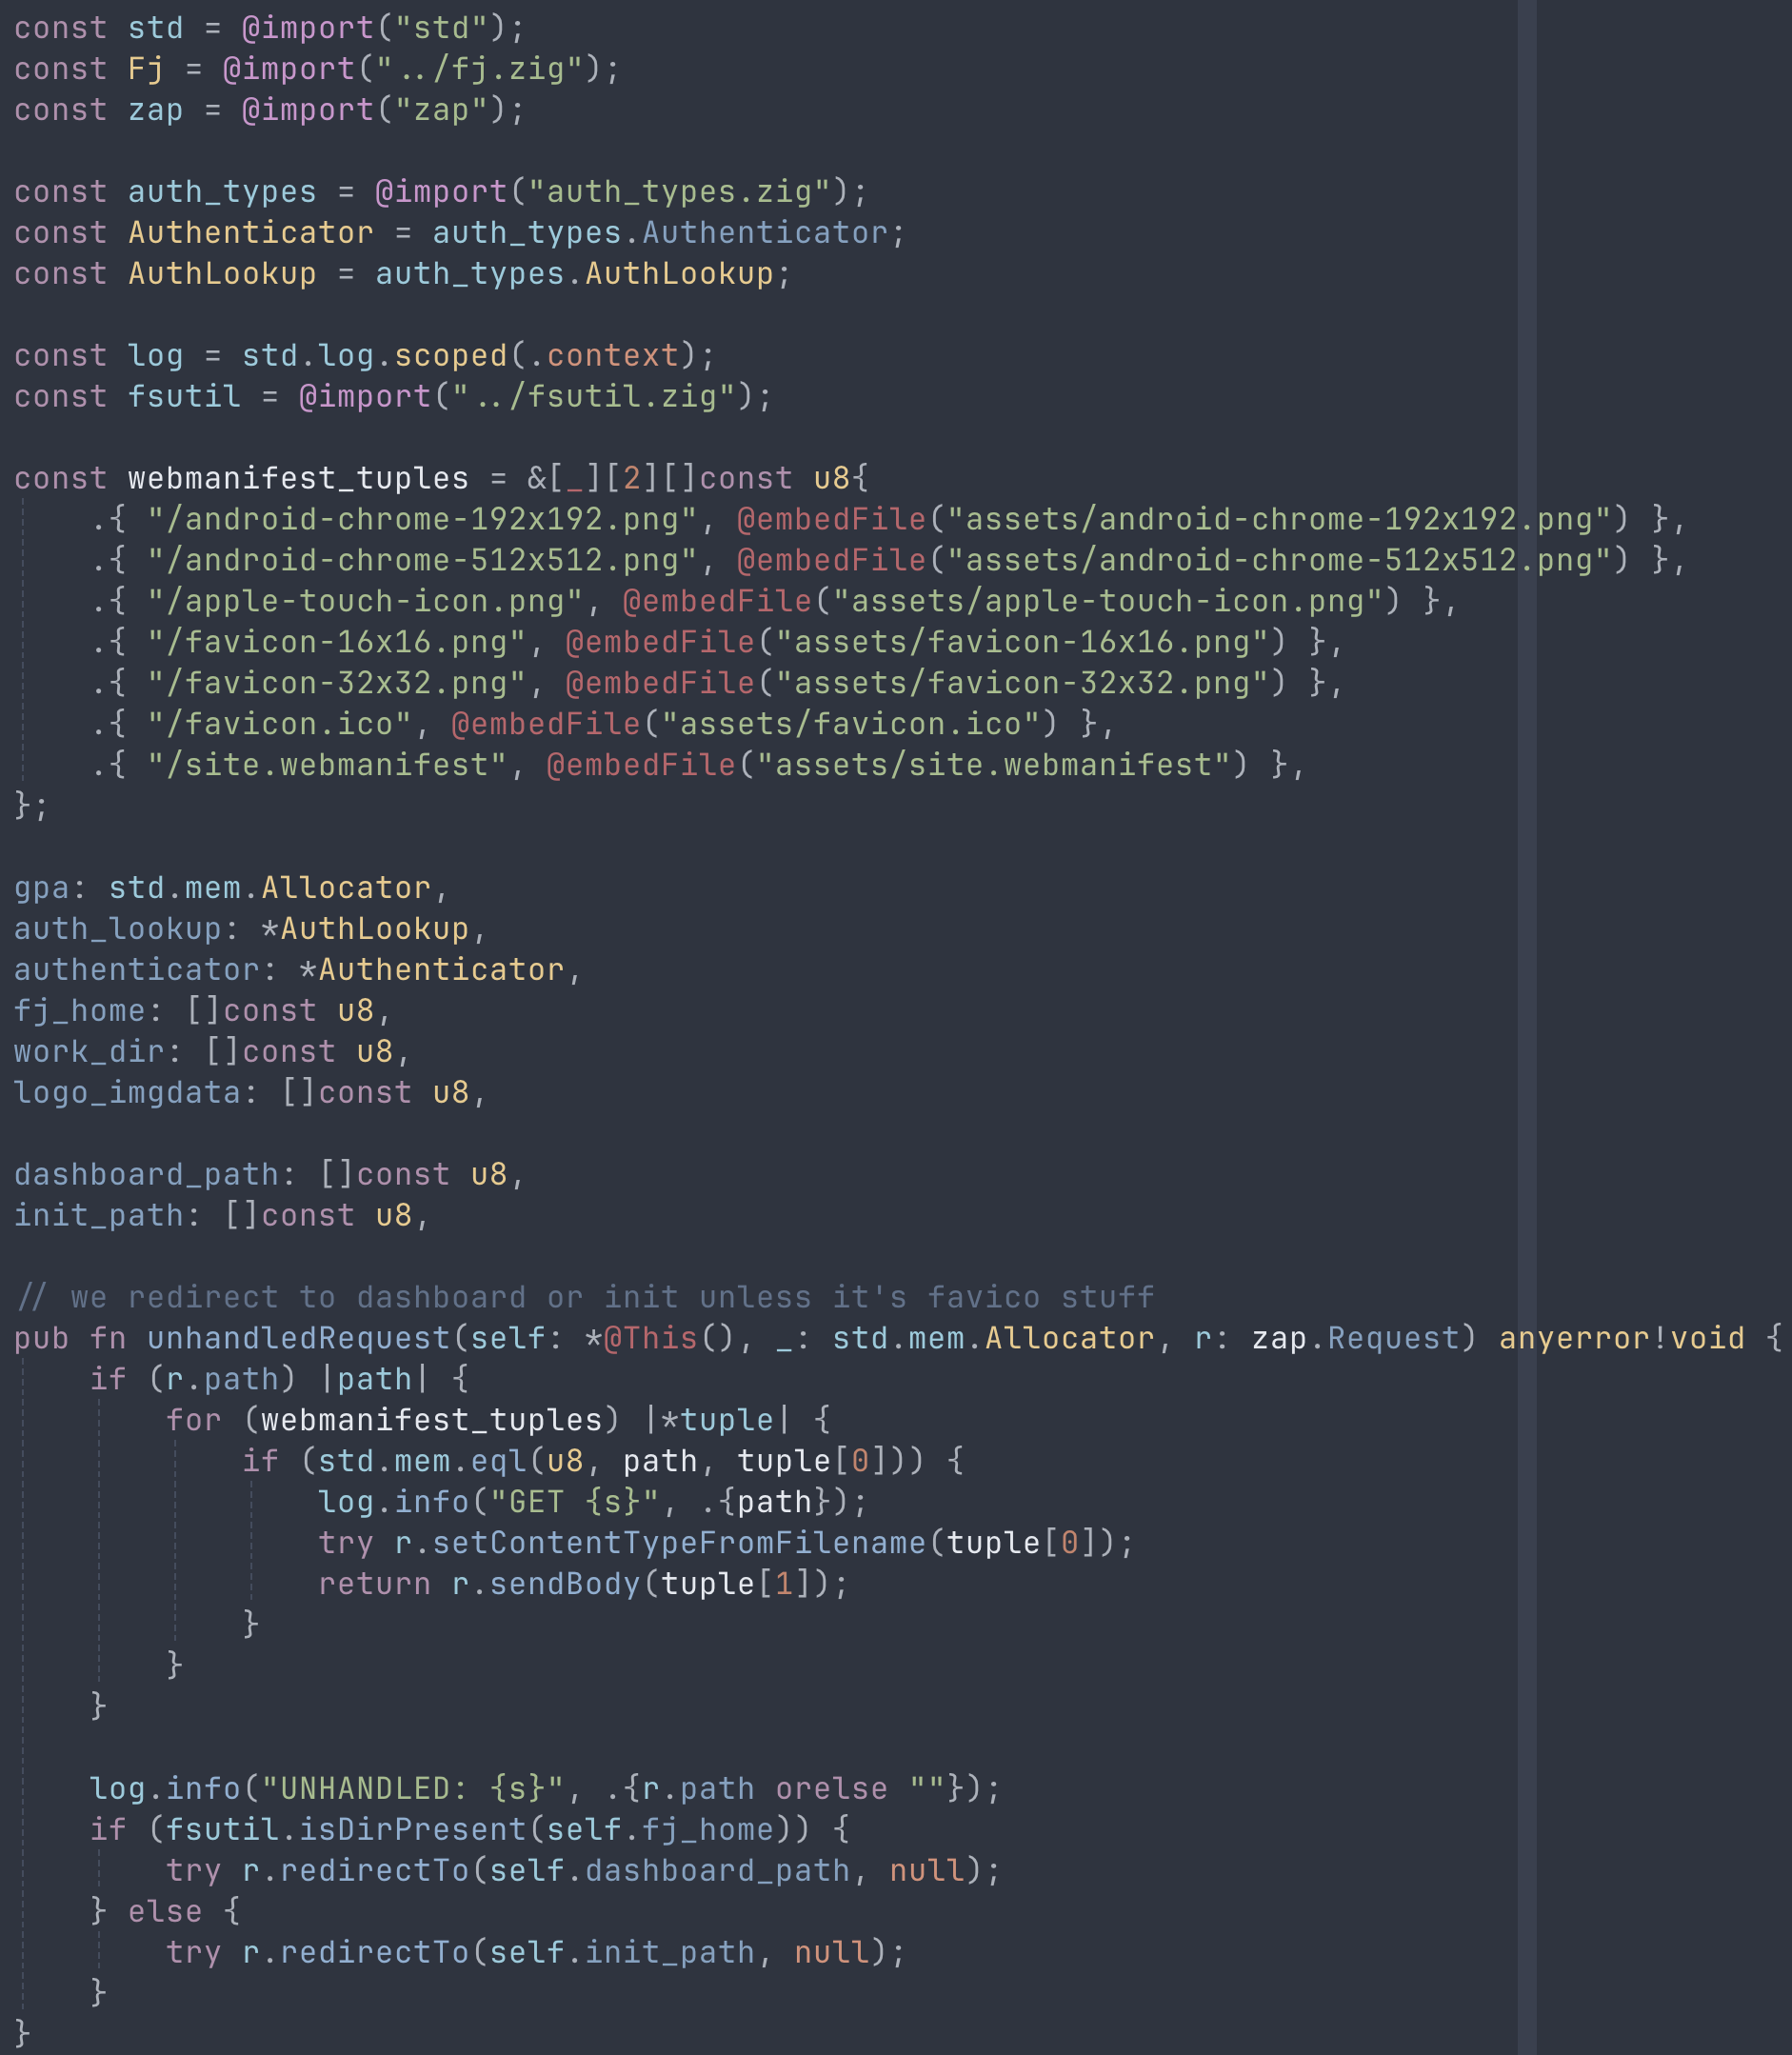 const std = @import("std");
const Fj = @import("../fj.zig");
const zap = @import("zap");

const auth_types = @import("auth_types.zig");
const Authenticator = auth_types.Authenticator;
const AuthLookup = auth_types.AuthLookup;

const log = std.log.scoped(.context);
const fsutil = @import("../fsutil.zig");

const webmanifest_tuples = &[_][2][]const u8{
    .{ "/android-chrome-192x192.png", @embedFile("assets/android-chrome-192x192.png") },
    .{ "/android-chrome-512x512.png", @embedFile("assets/android-chrome-512x512.png") },
    .{ "/apple-touch-icon.png", @embedFile("assets/apple-touch-icon.png") },
    .{ "/favicon-16x16.png", @embedFile("assets/favicon-16x16.png") },
    .{ "/favicon-32x32.png", @embedFile("assets/favicon-32x32.png") },
    .{ "/favicon.ico", @embedFile("assets/favicon.ico") },
    .{ "/site.webmanifest", @embedFile("assets/site.webmanifest") },
};

gpa: std.mem.Allocator,
auth_lookup: *AuthLookup,
authenticator: *Authenticator,
fj_home: []const u8,
work_dir: []const u8,
logo_imgdata: []const u8,

dashboard_path: []const u8,
init_path: []const u8,

// we redirect to dashboard or init unless it's favico stuff
pub fn unhandledRequest(self: *@This(), _: std.mem.Allocator, r: zap.Request) anyerror!void {
    if (r.path) |path| {
        for (webmanifest_tuples) |*tuple| {
            if (std.mem.eql(u8, path, tuple[0])) {
                log.info("GET {s}", .{path});
                try r.setContentTypeFromFilename(tuple[0]);
                return r.sendBody(tuple[1]);
            }
        }
    }

    log.info("UNHANDLED: {s}", .{r.path orelse ""});
    if (fsutil.isDirPresent(self.fj_home)) {
        try r.redirectTo(self.dashboard_path, null);
    } else {
        try r.redirectTo(self.init_path, null);
    }
}